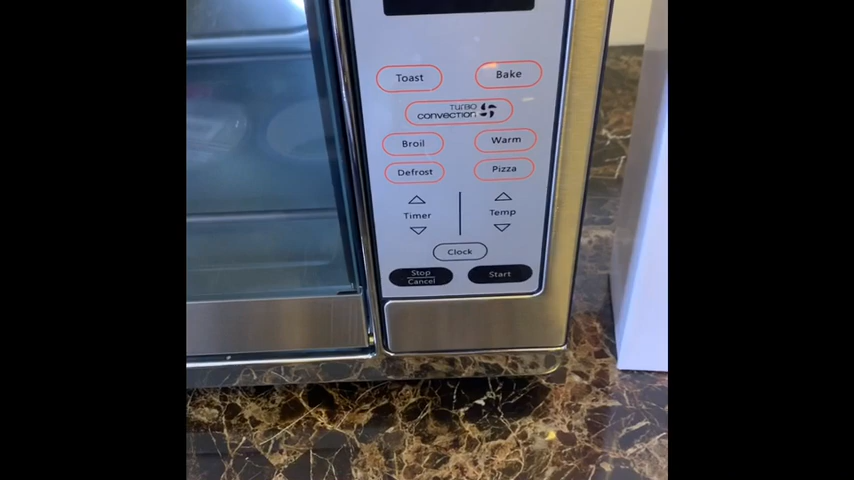 Toast Bake
TURBO
CONVECTION
Broil Warm
Defrost Pizza
Timer Temp
Clock
Stop Start
Cancel